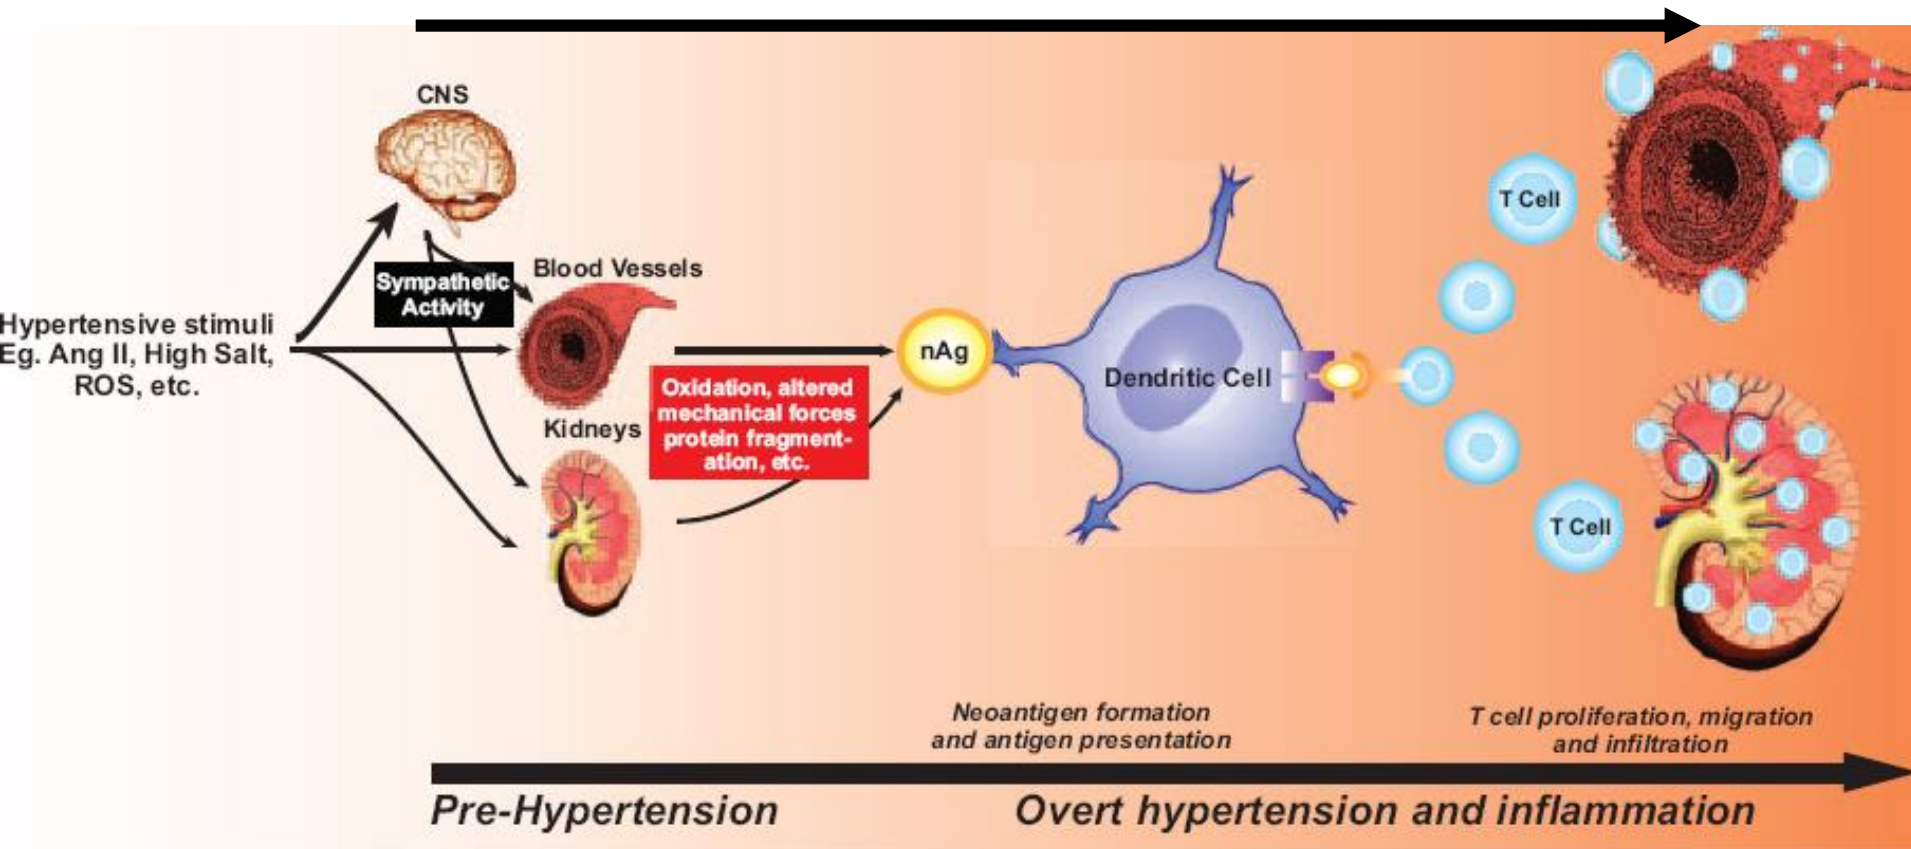 CNS
Sympathetic
Activity
Blood Vessels
Hypertensive stimuli
Eg. Ang II, High Salt,
ROS, etc.
Kidneys
Oxidation, altered
mechanical forces
protein fragment-
ation, etc.
nAg
Dendritic Cell
T Cell
T Cell
Neoantigen formation
and antigen presentation
T cell proliferation, migration
and infiltration
Pre-Hypertension
Overt hypertension and inflammation